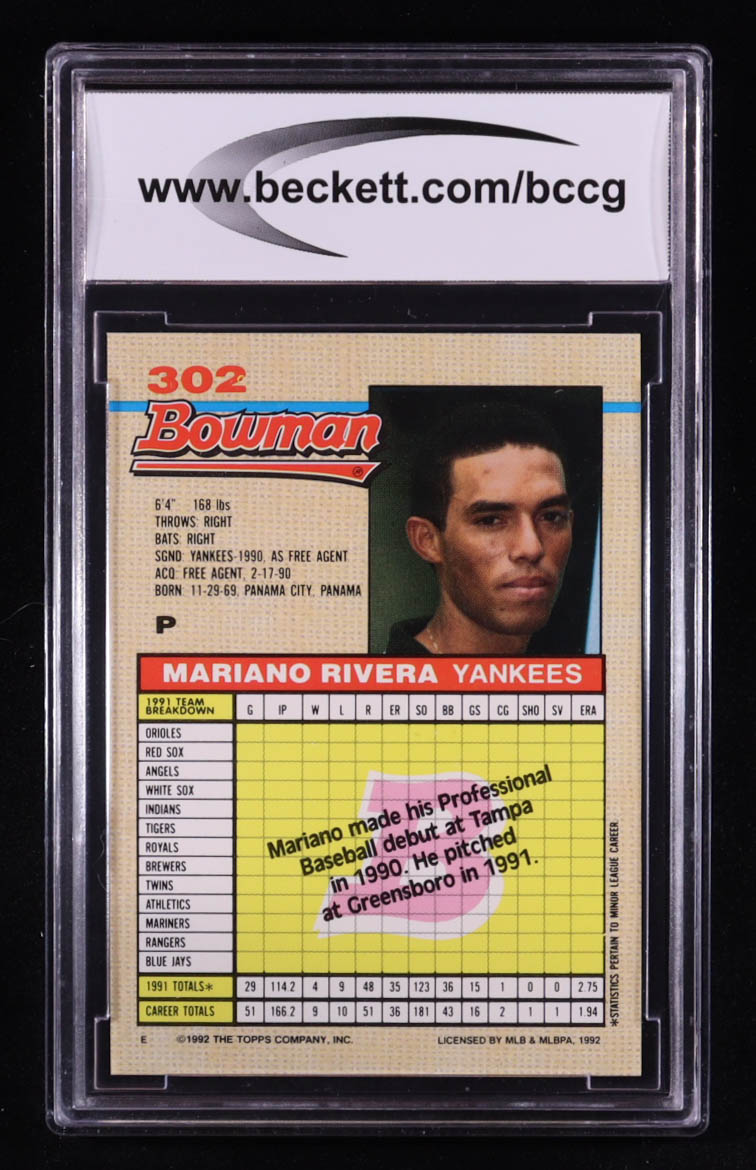 www.beckett.com/bccg
302
Bowman
6'4" 168 lbs
THROWS: RIGHT
BATS: RIGHT
SGND: YANKEES-1990, AS FREE AGENT
ACQ: FREE AGENT, 2-17-90
BORN: 11-29-69, PANAMA CITY, PANAMA
P
MARIANO RIVERA YANKEES
1991 TEAM BREAKDOWN G IP W L R ER SO BB GS CG SHO SV ERA
ORIOLES
RED SOX
ANGELS
WHITE SOX
INDIANS
TIGERS
ROYALS
BREWERS
TWINS
ATHLETICS
MARINERS
RANGERS
BLUE JAYS
Mariano made his Professional
Baseball debut at Tampa
in 1990. He pitched
at Greensboro in 1991.
B
1991 TOTALS* 29 114.2 4 9 48 35 123 36 15 1 0 0 2.75
CAREER TOTALS 51 166.2 9 10 51 36 181 43 16 2 1 1 1.94
*STATISTICS PERTAIN TO MINOR LEAGUE CAREER.
E ©1992 THE TOPPS COMPANY, INC. LICENSED BY MLB & MLBPA, 1992